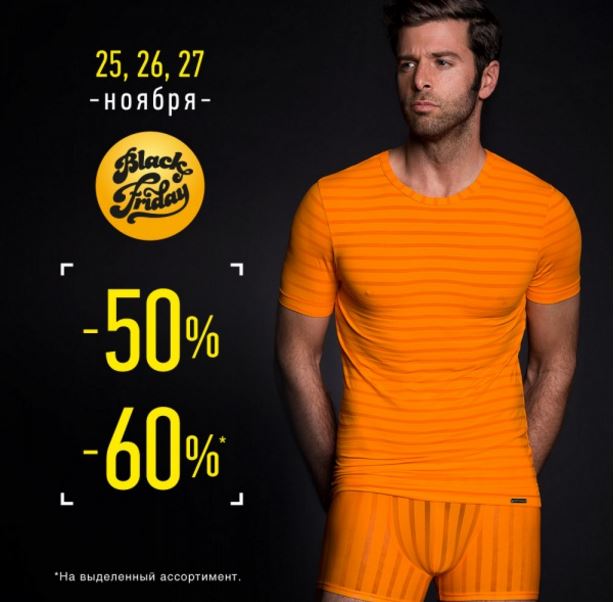 25, 26, 27
-ноября-
Black
Friday
-50%
-60%*
*На выделенный ассортимент.